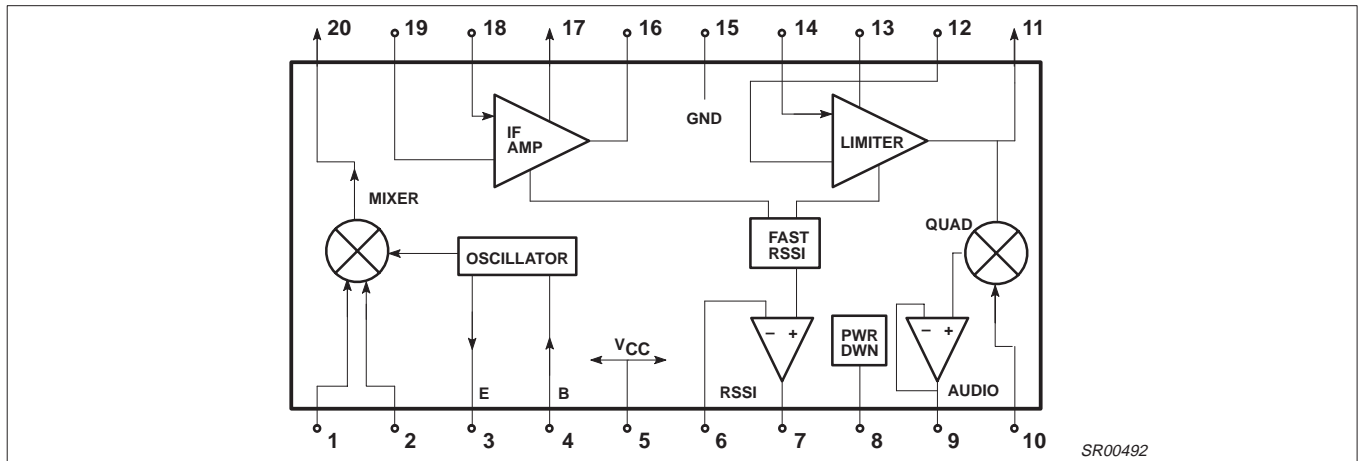 20 19 18 17 16 15 14 13 12 11
IF
AMP
GND
LIMITER
MIXER
QUAD
FAST
RSSI
OSCILLATOR
– +
PWR
DWN
– +
VCC
E B RSSI AUDIO
1 2 3 4 5 6 7 8 9 10
SR00492